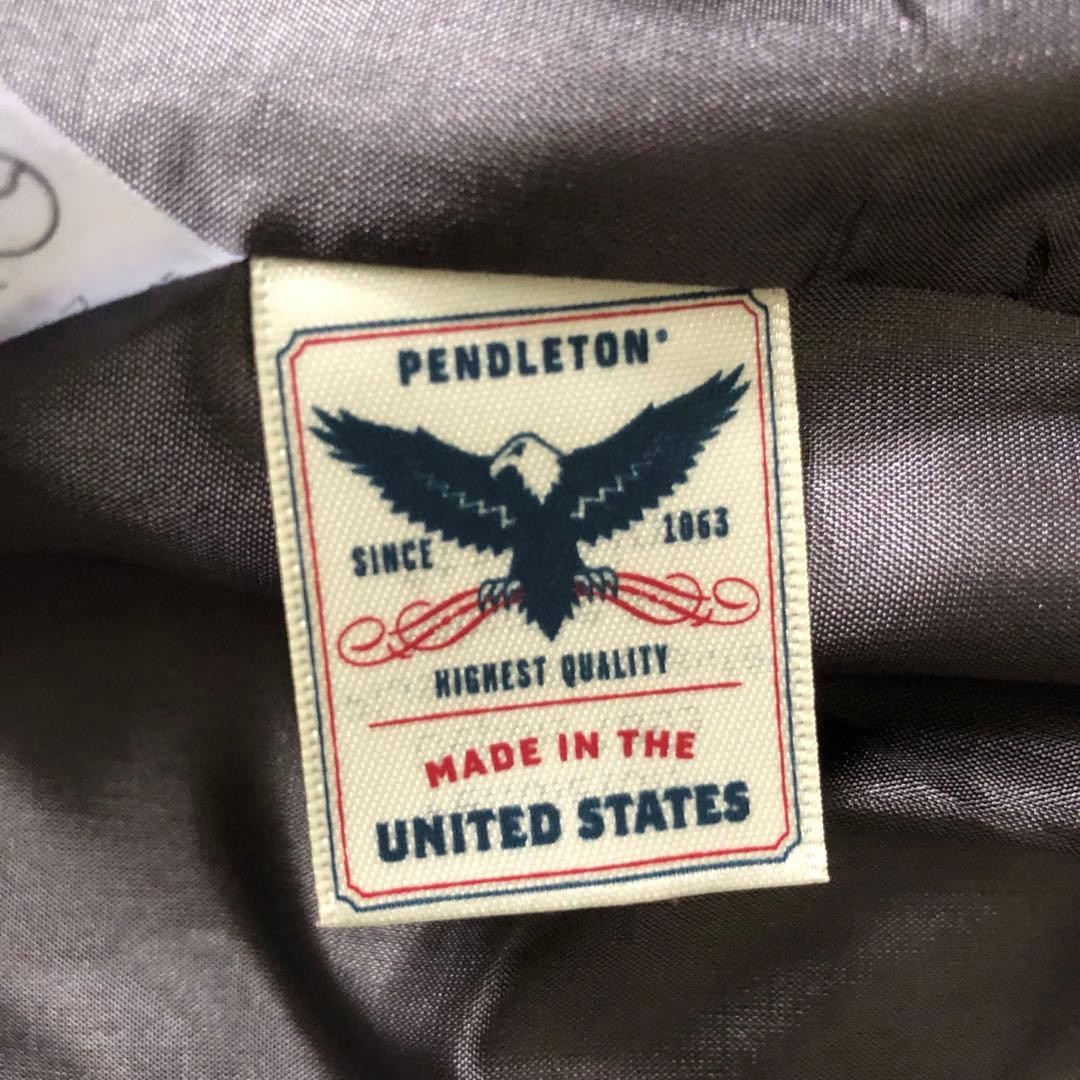 PENDLETON®
SINCE 1863
HIGHEST QUALITY
MADE IN THE
UNITED STATES